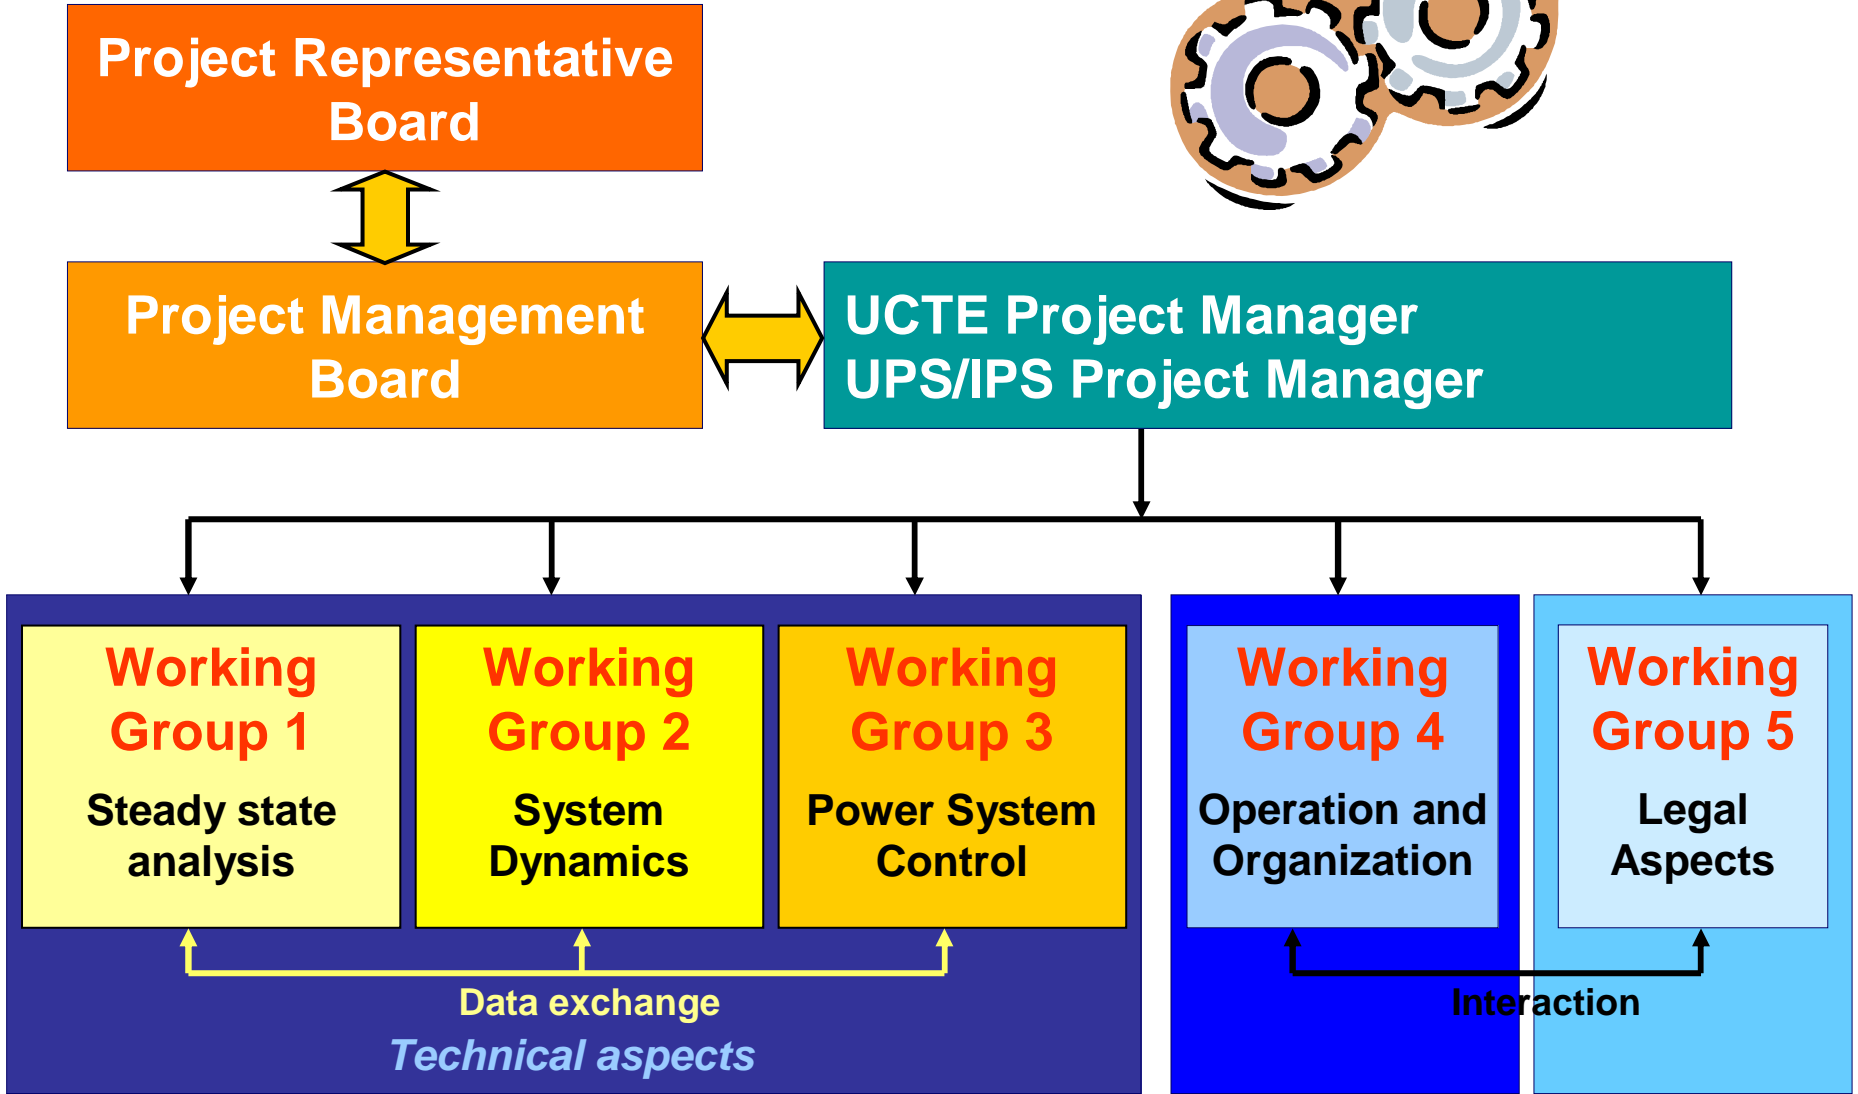 Project Representative
Board
Project Management
Board
UCTE Project Manager
UPS/IPS Project Manager
Working
Group 1
Steady state
analysis
Working
Group 2
System
Dynamics
Working
Group 3
Power System
Control
Working
Group 4
Operation and
Organization
Working
Group 5
Legal
Aspects
Data exchange
Technical aspects
Interaction